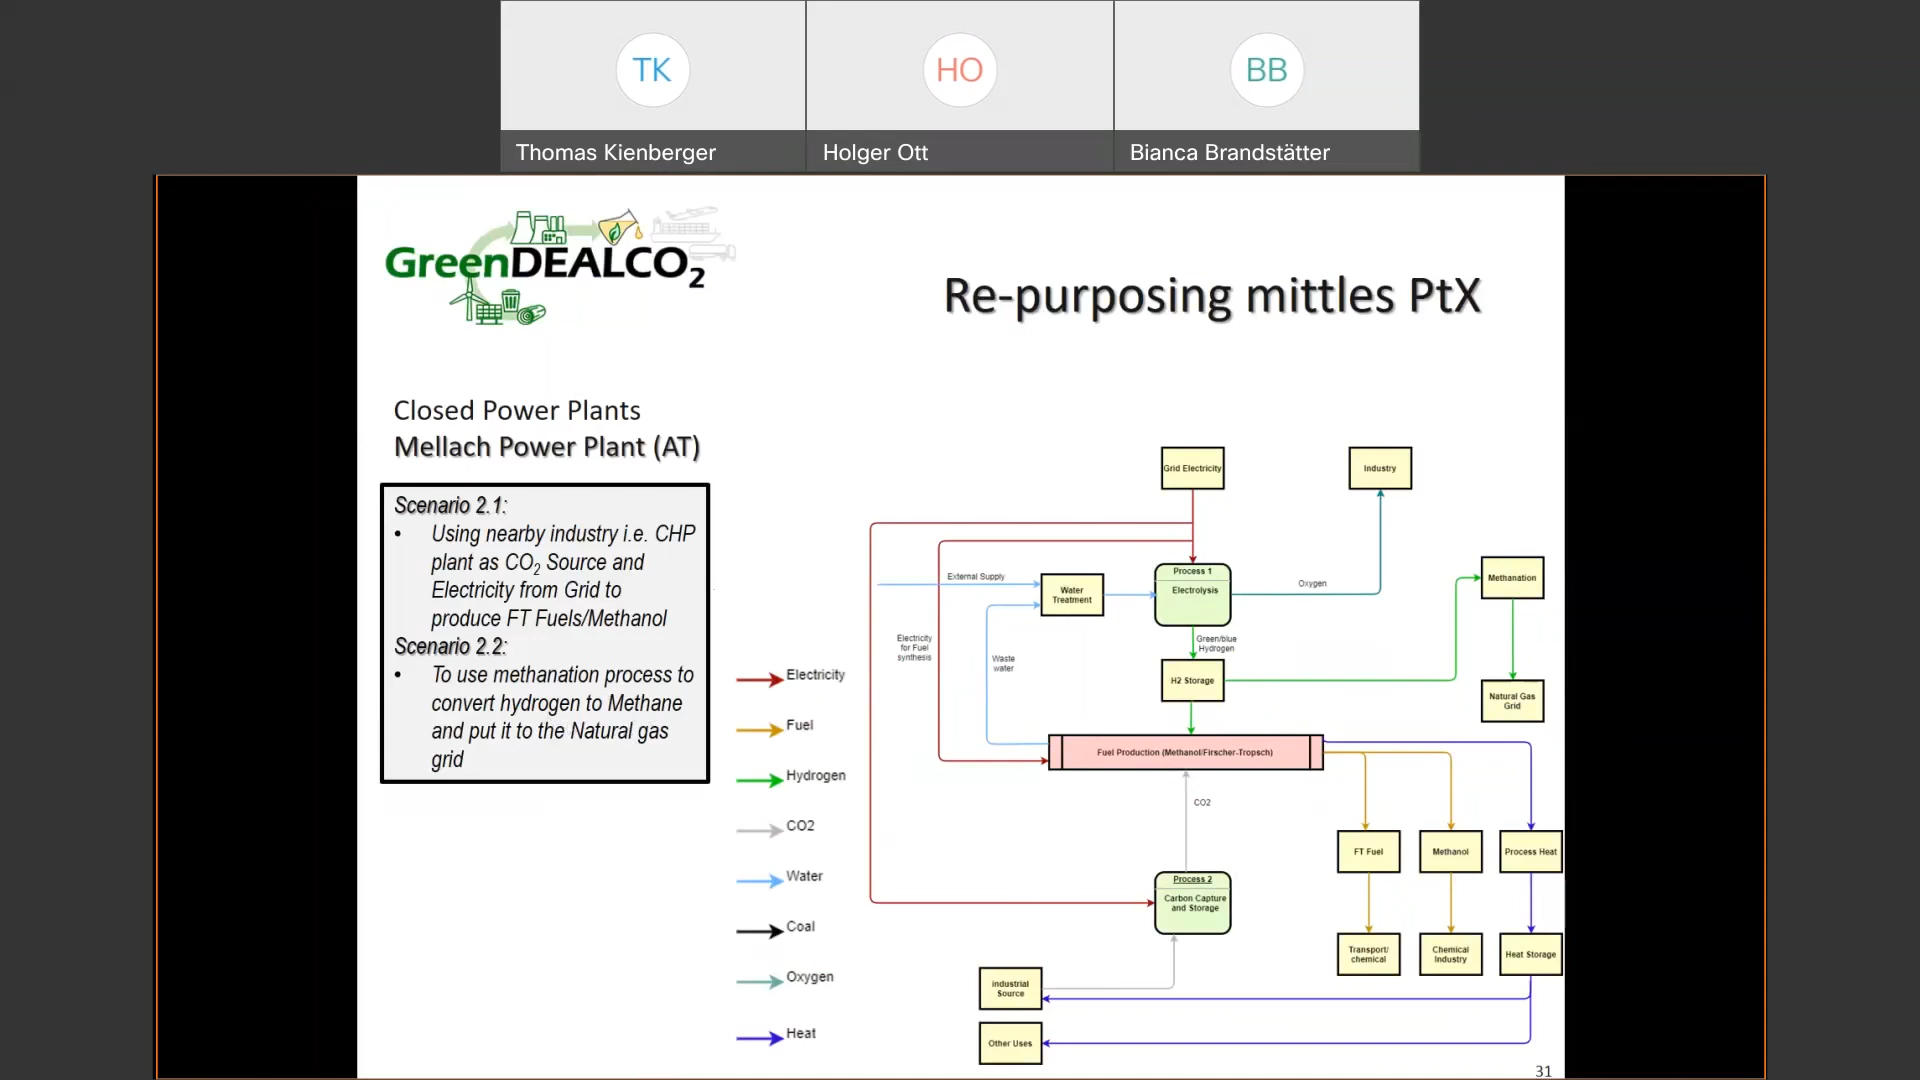 TK
HO
BB
Thomas Kienberger
Holger Ott
Bianca Brandstätter
GreenDEALCO2
Re-purposing mittles PtX
Closed Power Plants
Mellach Power Plant (AT)
Scenario 2.1:
• Using nearby industry i.e. CHP
plant as CO2 Source and
Electricity from Grid to
produce FT Fuels/Methanol
Scenario 2.2:
• To use methanation process to
convert hydrogen to Methane
and put it to the Natural gas
grid
Electricity
Fuel
Hydrogen
CO2
Water
Coal
Oxygen
Heat
Grid Electricity
Industry
External Supply
Water
Treatment
Process 1
Electrolysis
Oxygen
Methanation
Electricity
for Fuel
synthesis
Waste
water
Green/blue
Hydrogen
H2 Storage
Natural Gas
Grid
Fuel Production (Methanol/Firscher-Tropsch)
CO2
FT Fuel
Methanol
Process Heat
Process 2
Carbon Capture
and Storage
Transport/
chemical
Chemical
Industry
Heat Storage
industrial
Source
Other Uses
31